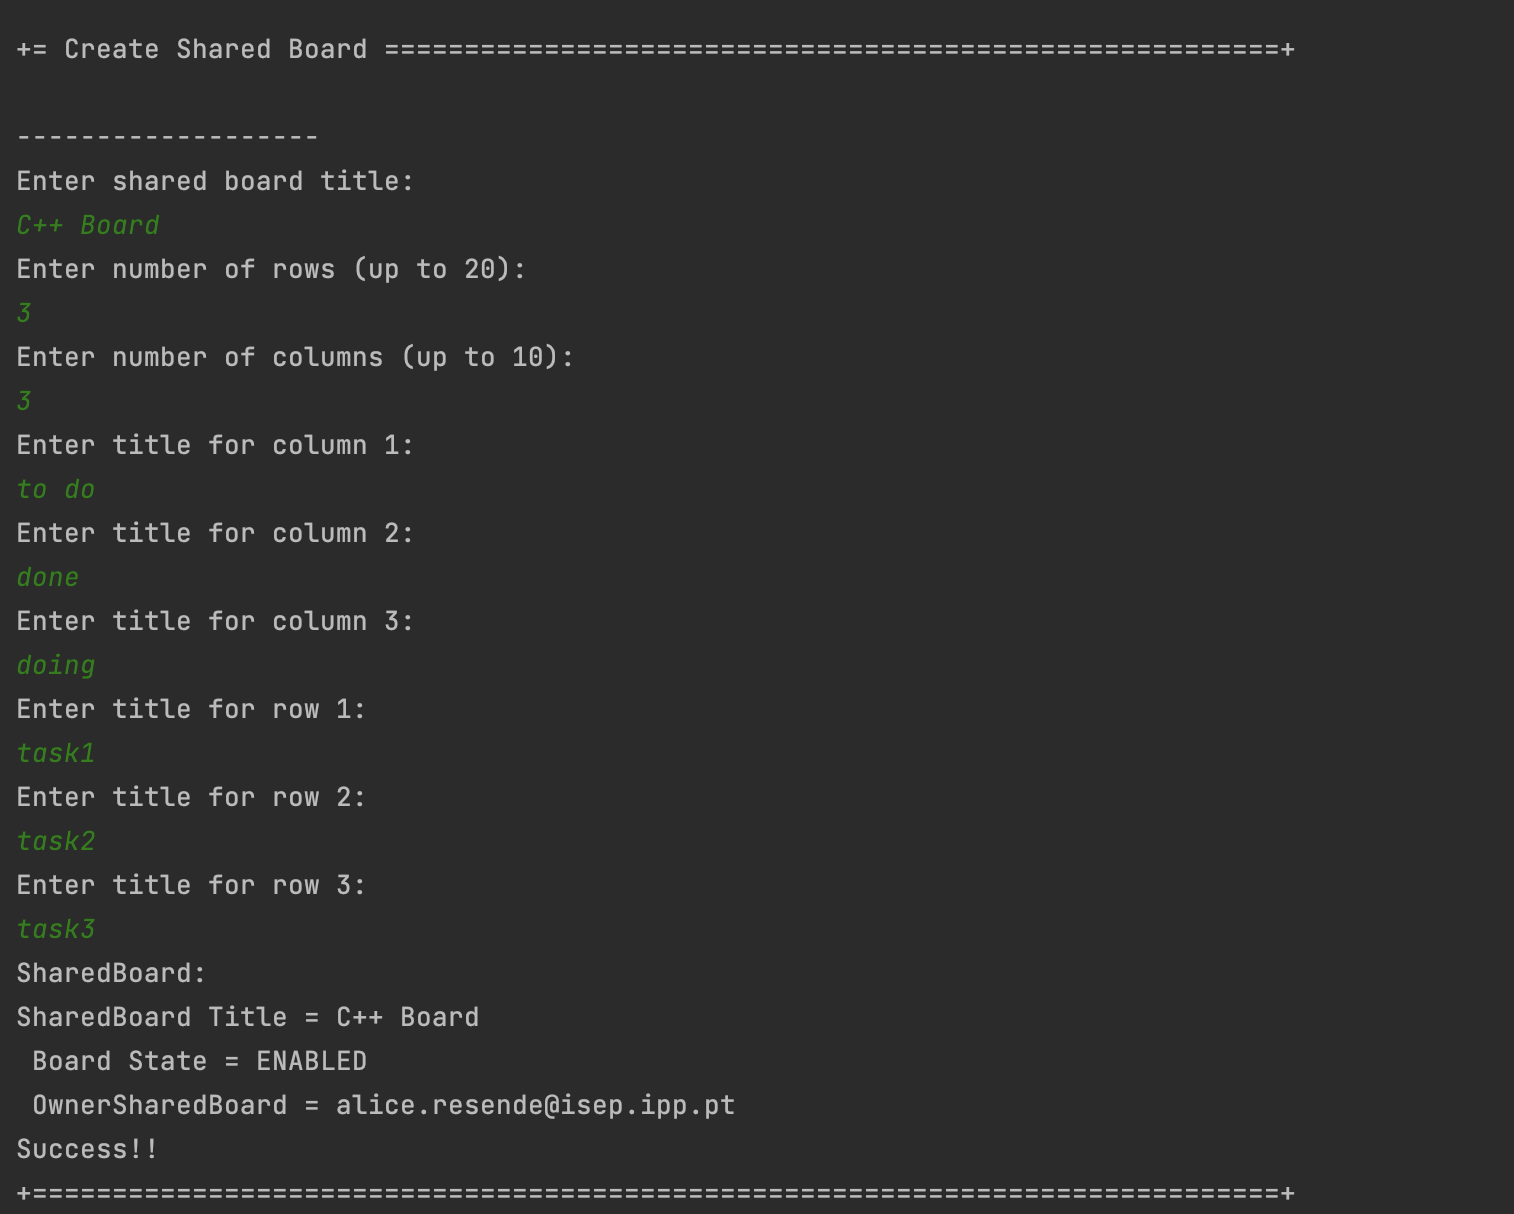 += Create Shared Board ========================================================+
-------------------
Enter shared board title:
C++ Board
Enter number of rows (up to 20):
3
Enter number of columns (up to 10):
3
Enter title for column 1:
to do
Enter title for column 2:
done
Enter title for column 3:
doing
Enter title for row 1:
task1
Enter title for row 2:
task2
Enter title for row 3:
task3
SharedBoard:
SharedBoard Title = C++ Board
 Board State = ENABLED
 OwnerSharedBoard = alice.resende@isep.ipp.pt
Success!!
+==============================================================================+